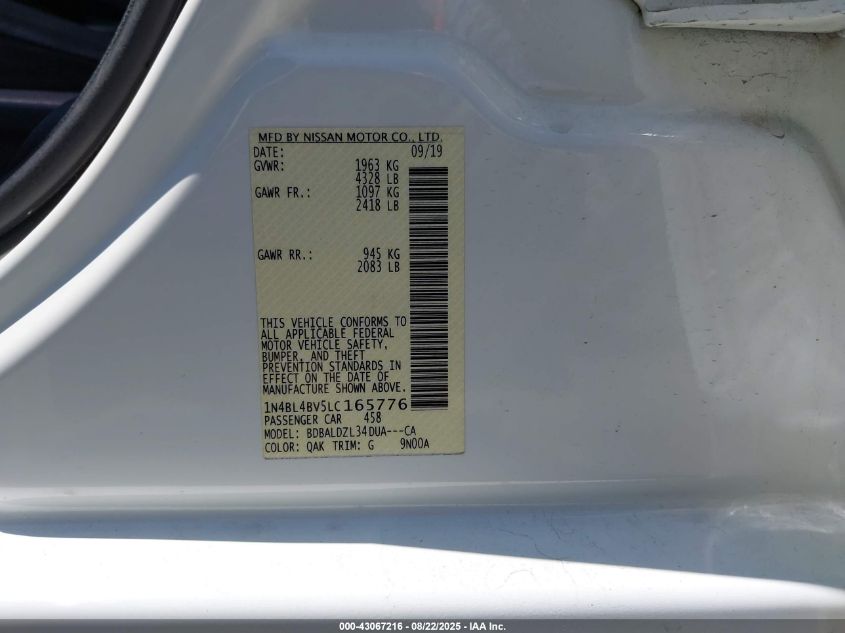 MFD BY NISSAN MOTOR CO., LTD.
DATE: 09/19
GVWR: 1963 KG
4328 LB
GAWR FR.: 1097 KG
2418 LB
GAWR RR.: 945 KG
2083 LB
THIS VEHICLE CONFORMS TO
ALL APPLICABLE FEDERAL
MOTOR VEHICLE SAFETY,
BUMPER, AND THEFT
PREVENTION STANDARDS IN
EFFECT ON THE DATE OF
MANUFACTURE SHOWN ABOVE.
1N4BL4BV5LC165776
PASSENGER CAR 458
MODEL: BDBALDZL34DUA---CA
COLOR: QAK TRIM: G 9N00A
000-43067216 - 08/22/2025 - IAA Inc.